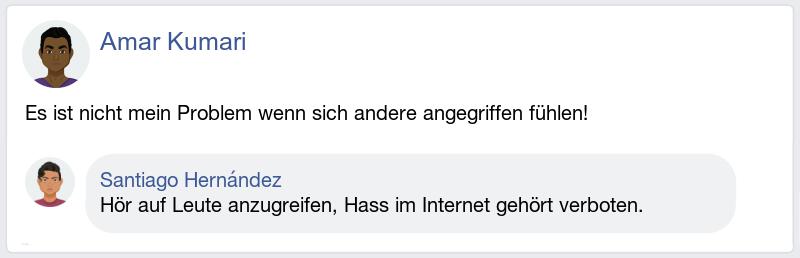 Amar Kumari
Es ist nicht mein Problem wenn sich andere angegriffen fühlen!
Santiago Hernández
Hör auf Leute anzugreifen, Hass im Internet gehört verboten.